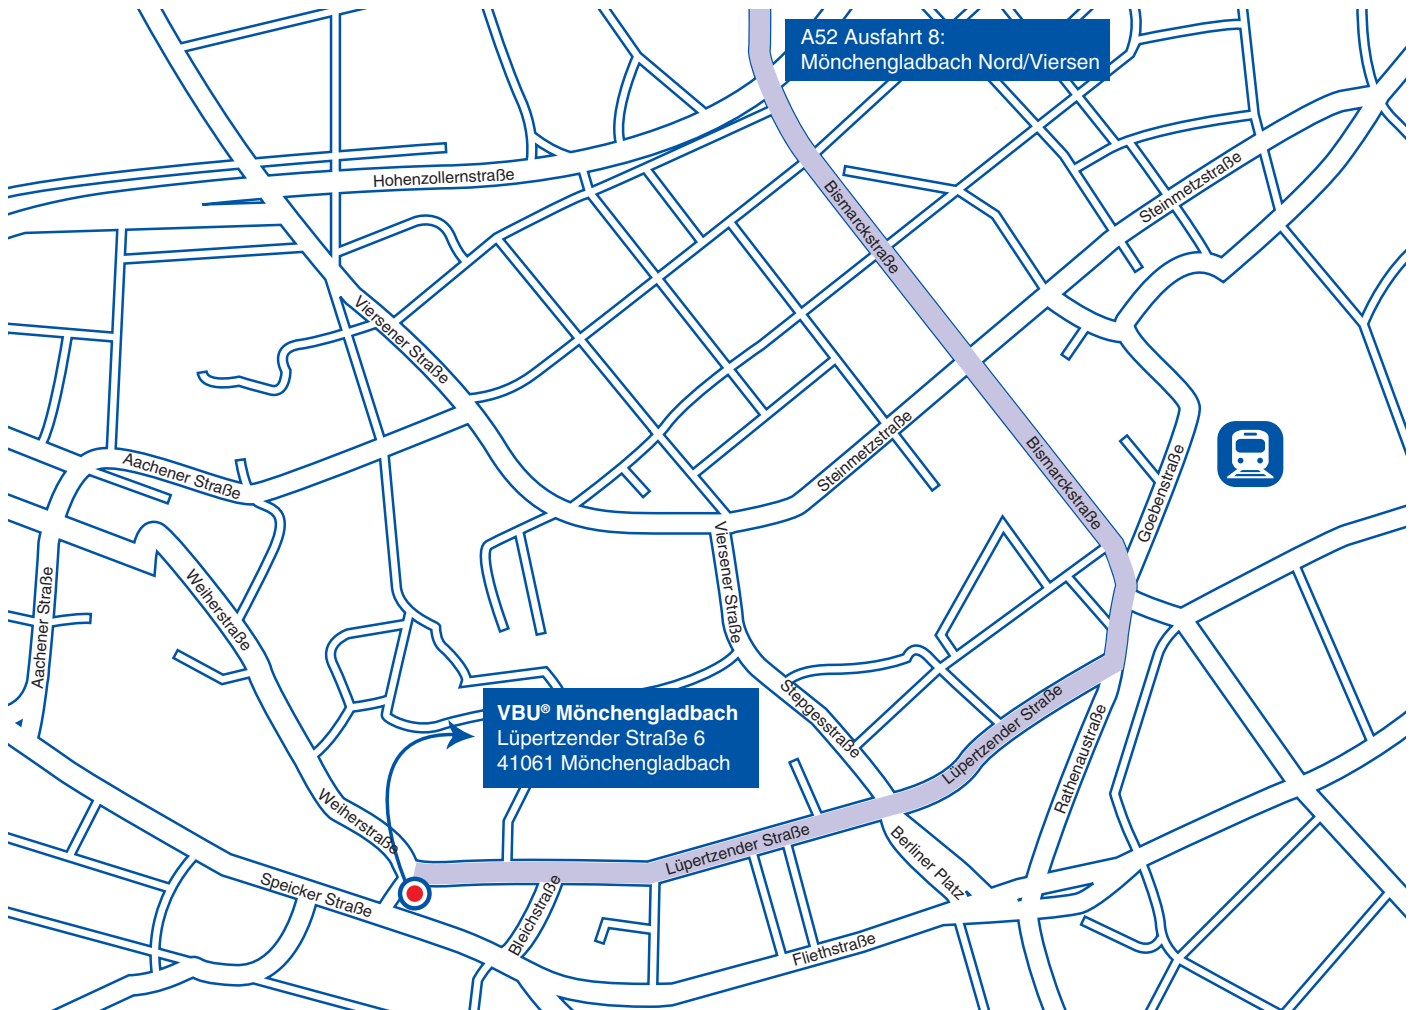 A52 Ausfahrt 8:
Mönchengladbach Nord/Viersen
Hohenzollernstraße
Bismarckstraße
Steinmetzstraße
Viersener Straße
Steinmetzstraße
Bismarckstraße
Goebenstraße
Aachener Straße
Viersener Straße
Weiherstraße
Aachener Straße
Stepgesstraße
VBU® Mönchengladbach
Lüpertzender Straße 6
41061 Mönchengladbach
Lüpertzender Straße
Rathenaustraße
Weiherstraße
Lüpertzender Straße
Berliner Platz
Speicker Straße
Bleichstraße
Fliethstraße